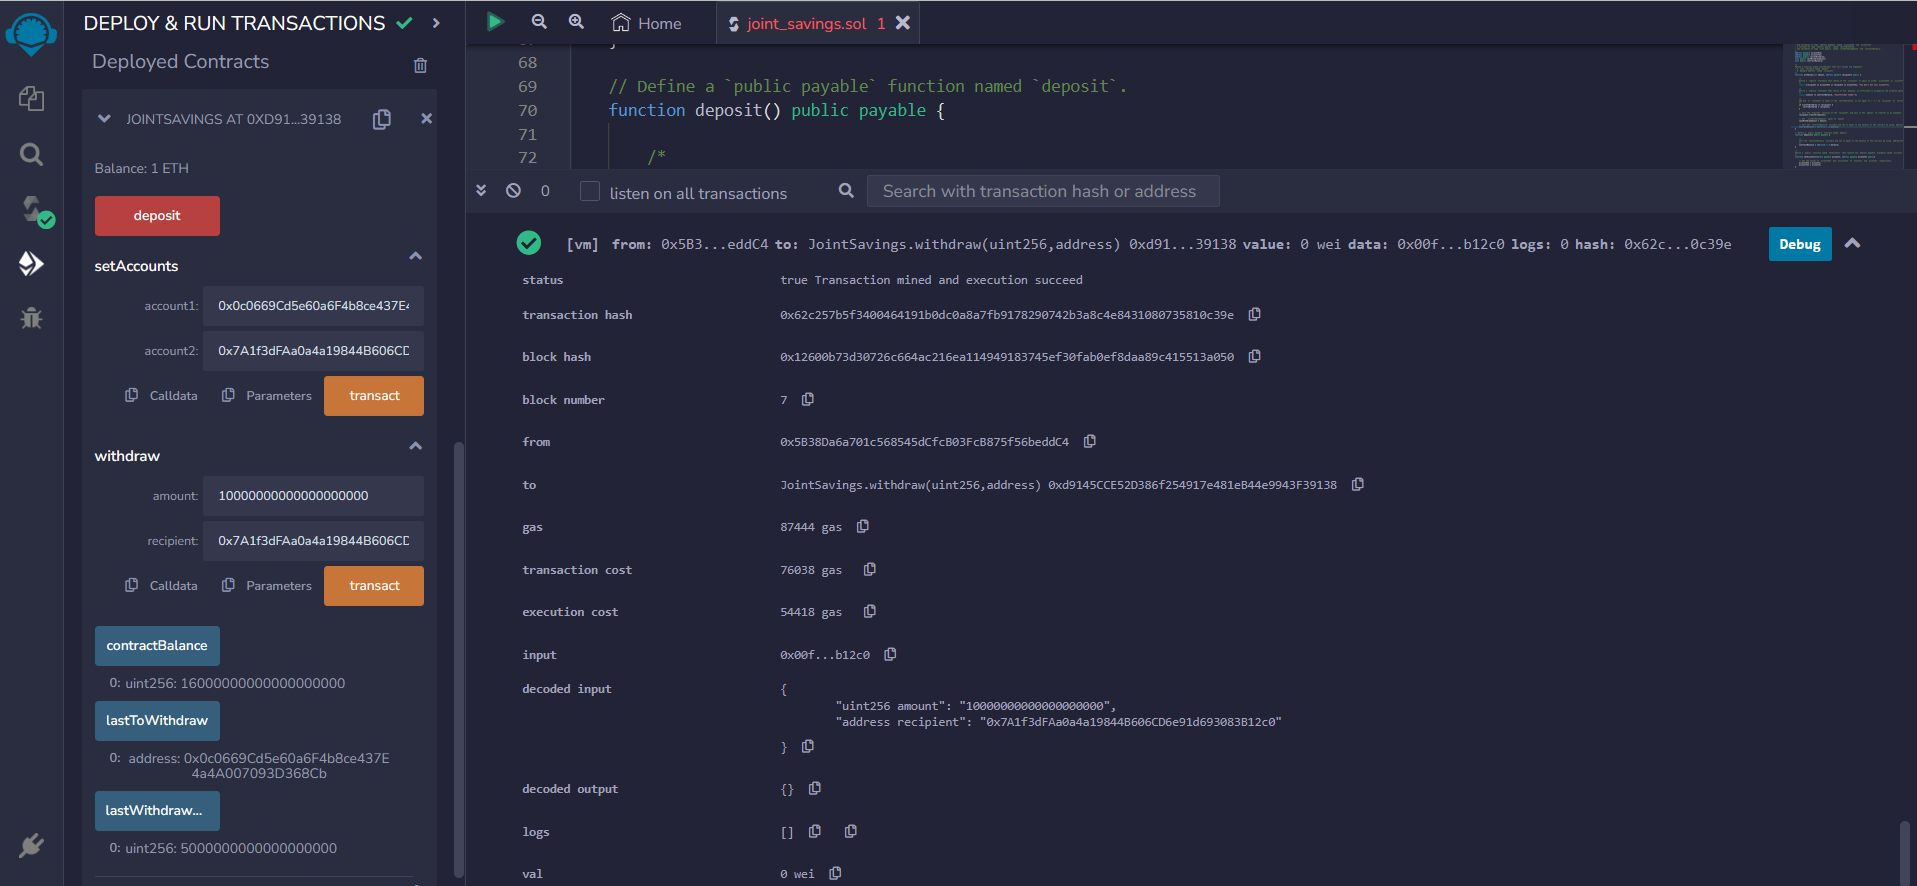 DEPLOY & RUN TRANSACTIONS
Deployed Contracts
JOINTSAVINGS AT 0XD91...39138
Balance: 1 ETH
deposit
setAccounts
account1: 0x0c0669Cd5e60a6F4b8ce437E4
account2: 0x7A1f3dFAa0a4a19844B606CD
Calldata Parameters transact
withdraw
amount: 10000000000000000000
recipient: 0x7A1f3dFAa0a4a19844B606CD
Calldata Parameters transact
contractBalance
0: uint256: 16000000000000000000
lastToWithdraw
0: address: 0x0c0669Cd5e60a6F4b8ce437E
4a4A007093D368Cb
lastWithdraw...
0: uint256: 5000000000000000000
Home joint_savings.sol 1
68
69 // Define a `public payable` function named `deposit`.
70 function deposit() public payable {
71
72 /*
0 listen on all transactions Search with transaction hash or address
[vm] from: 0x5B3...eddC4 to: JointSavings.withdraw(uint256,address) 0xd91...39138 value: 0 wei data: 0x00f...b12c0 logs: 0 hash: 0x62c...0c39e Debug
status true Transaction mined and execution succeed
transaction hash 0x62c257b5f3400464191b0dc0a8a7fb9178290742b3a8c4e8431080735810c39e
block hash 0x12600b73d30726c664ac216ea114949183745ef30fab0ef8daa89c415513a050
block number 7
from 0x5B38Da6a701c568545dCfcB03FcB875f56beddC4
to JointSavings.withdraw(uint256,address) 0xd9145CCE52D386f254917e481eB44e9943F39138
gas 87444 gas
transaction cost 76038 gas
execution cost 54418 gas
input 0x00f...b12c0
decoded input {
"uint256 amount": "10000000000000000000",
"address recipient": "0x7A1f3dFAa0a4a19844B606CD6e91d693083B12c0"
}
decoded output {}
logs []
val 0 wei